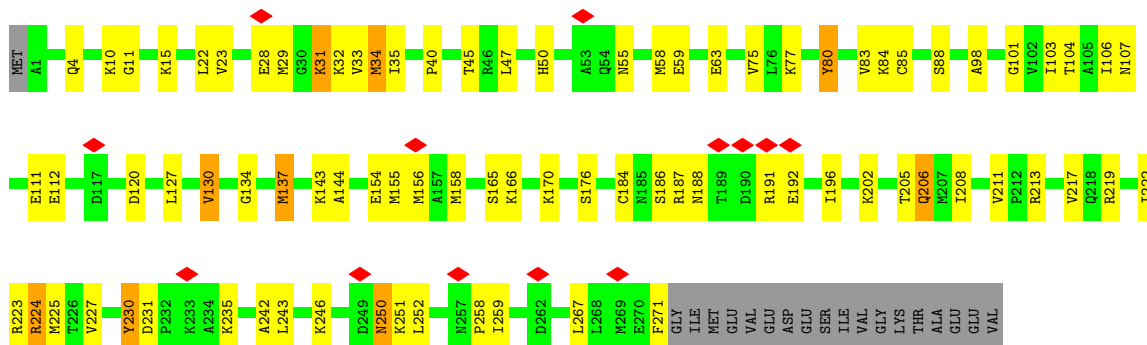 MET A1 Q4 K10 G11 K15 L22 V23 E28 M29 G30 K31 K32 V33 M34 I35 P40 T45 R46 L47 H50 A53 Q54 N55 M58 E59 E63 V75 L76 K77 Y80 V83 K84 C85 S88 A98 G101 V102 I103 T104 A105 I106 N107
E111 E112 D117 D120 L127 V130 G134 M137 K143 A144 E154 M155 M156 A157 M158 S165 K166 K170 S176 C184 N185 S186 R187 N188 T189 D190 R191 E192 I196 K202 T205 Q206 M207 I208 V211 P212 R213 V217 Q218 R219
R223 R224 M225 T226 V227 Y230 D231 P232 K233 A234 K235 A242 L243 K246 D249 N250 K251 L252 N257 P258 I259 D262 L267 L268 M269 E270 F271 GLY ILE MET GLU VAL GLU ASP GLU SER ILE VAL GLY LYS THR ALA GLU GLU VAL